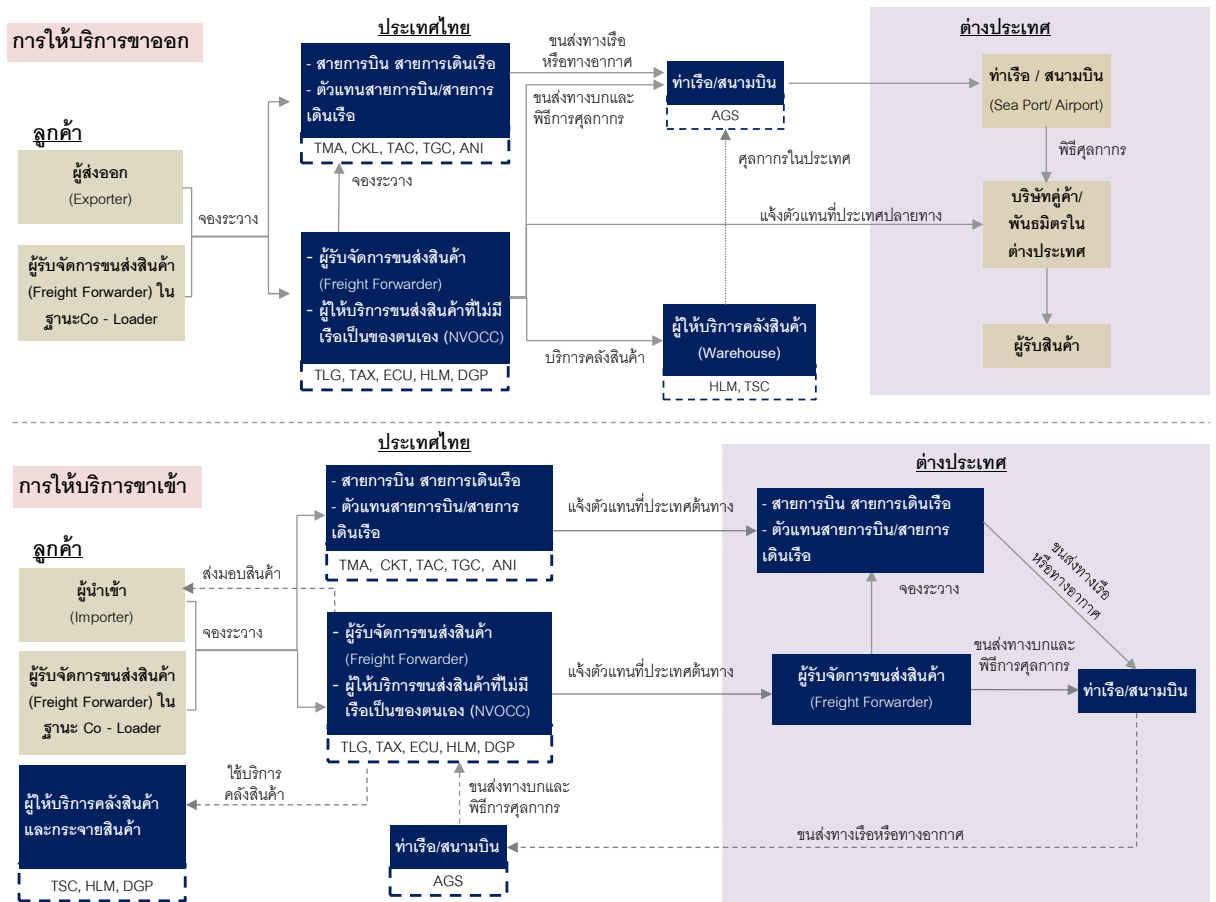 การให้บริการขาออก
ประเทศไทย
ต่างประเทศ
ลูกค้า
ผู้ส่งออก
(Exporter)
ผู้รับจัดการขนส่งสินค้า
(Freight Forwarder) ใน
ฐานะCo - Loader
จองระวาง
- สายการบิน สายการเดินเรือ
- ตัวแทนสายการบิน/สายการ
เดินเรือ
TMA, CKL, TAC, TGC, ANI
จองระวาง
- ผู้รับจัดการขนส่งสินค้า
(Freight Forwarder)
- ผู้ให้บริการขนส่งสินค้าที่ไม่มี
เรือเป็นของตนเอง (NVOCC)
TLG, TAX, ECU, HLM, DGP
ขนส่งทางเรือ
หรือทางอากาศ
ขนส่งทางบกและ
พิธีการศุลกากร
ท่าเรือ/สนามบิน
AGS
ศุลกากรในประเทศ
แจ้งตัวแทนที่ประเทศปลายทาง
บริการคลังสินค้า
ผู้ให้บริการคลังสินค้า
(Warehouse)
HLM, TSC
ท่าเรือ / สนามบิน
(Sea Port/ Airport)
พิธีศุลกากร
บริษัทคู่ค้า/
พันธมิตรใน
ต่างประเทศ
ผู้รับสินค้า
การให้บริการขาเข้า
ประเทศไทย
ต่างประเทศ
ลูกค้า
ผู้นำเข้า
(Importer)
ผู้รับจัดการขนส่งสินค้า
(Freight Forwarder) ใน
ฐานะ Co - Loader
ส่งมอบสินค้า
จองระวาง
- สายการบิน สายการเดินเรือ
- ตัวแทนสายการบิน/สายการ
เดินเรือ
TMA, CKT, TAC, TGC, ANI
- ผู้รับจัดการขนส่งสินค้า
(Freight Forwarder)
- ผู้ให้บริการขนส่งสินค้าที่ไม่มี
เรือเป็นของตนเอง (NVOCC)
TLG, TAX, ECU, HLM, DGP
แจ้งตัวแทนที่ประเทศต้นทาง
แจ้งตัวแทนที่ประเทศต้นทาง
- สายการบิน สายการเดินเรือ
- ตัวแทนสายการบิน/สายการ
เดินเรือ
จองระวาง
ขนส่งทางเรือ
หรือทางอากาศ
ผู้รับจัดการขนส่งสินค้า
(Freight Forwarder)
ขนส่งทางบกและ
พิธีการศุลกากร
ท่าเรือ/สนามบิน
ใช้บริการ
คลังสินค้า
ผู้ให้บริการคลังสินค้า
และกระจายสินค้า
TSC, HLM, DGP
ขนส่งทางบกและ
พิธีการศุลกากร
ท่าเรือ/สนามบิน
AGS
ขนส่งทางเรือหรือทางอากาศ